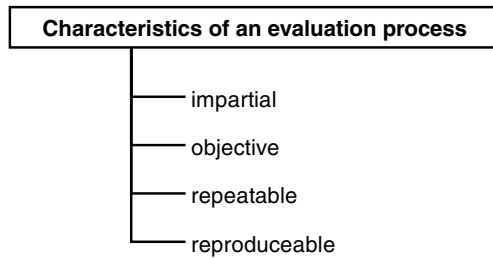 Characteristics of an evaluation process
impartial
objective
repeatable
reproduceable